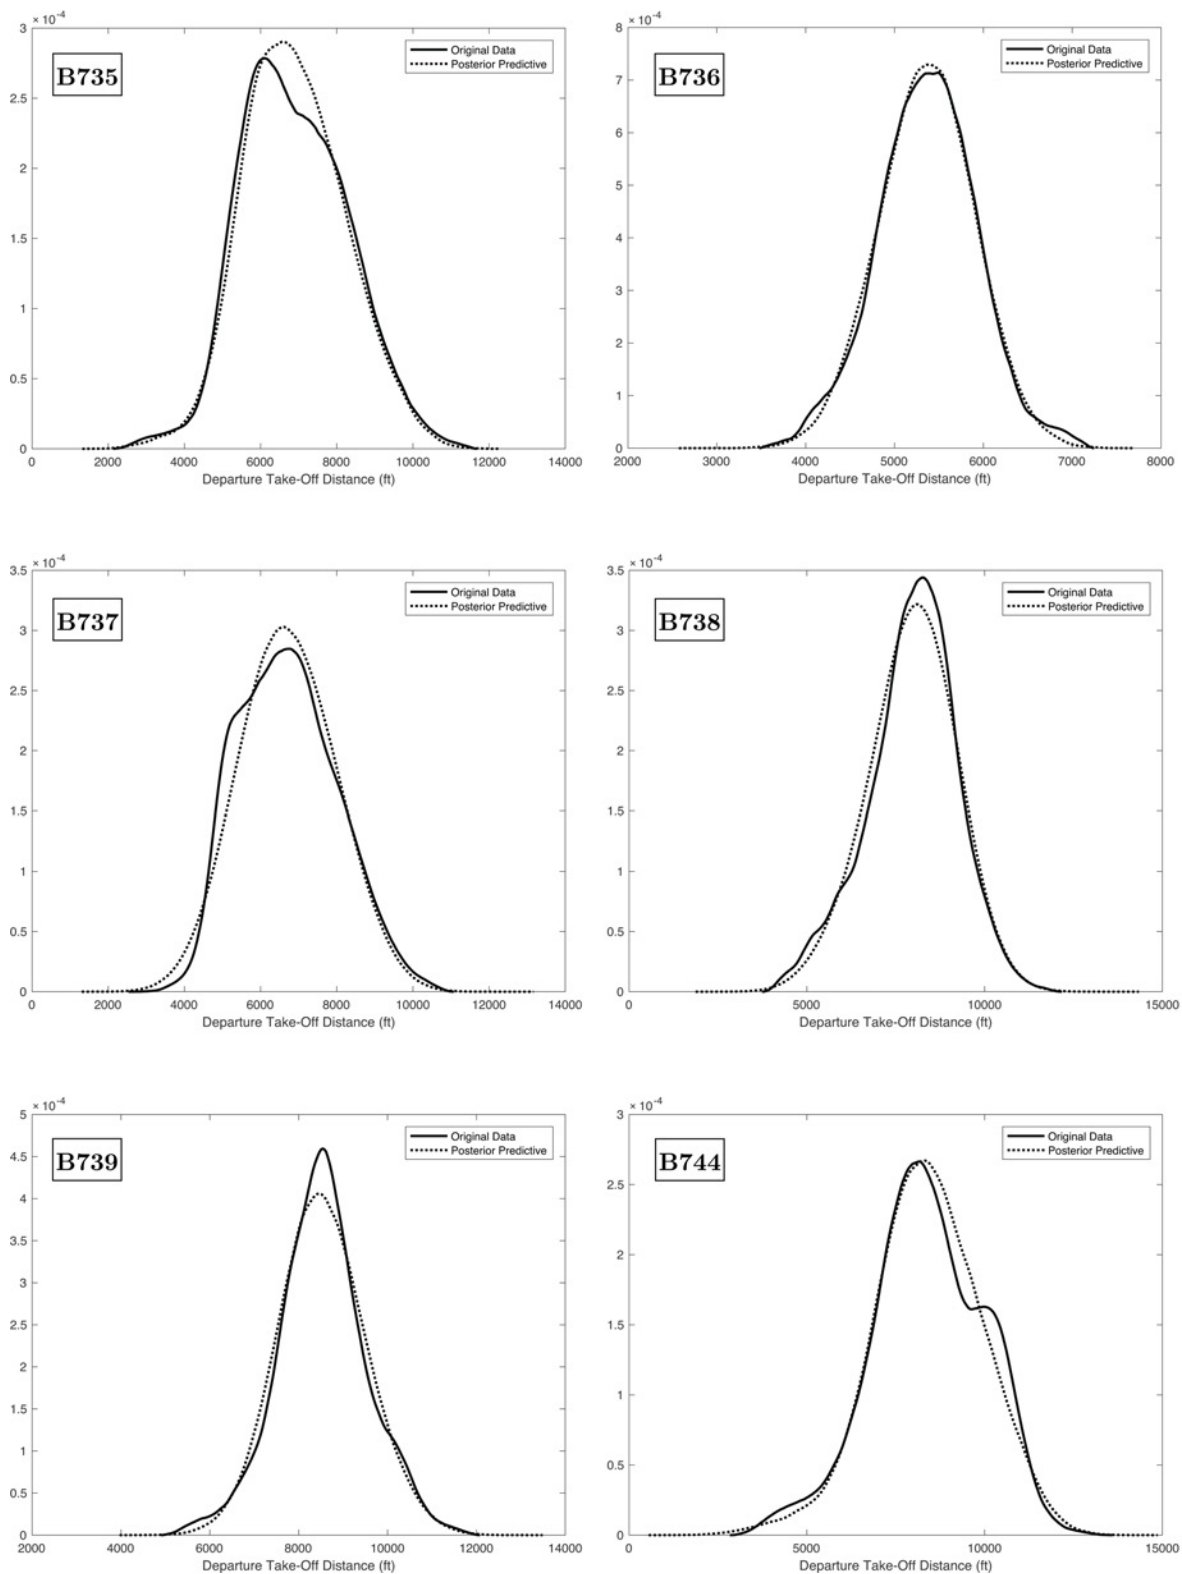 × 10⁻⁴
3
B735
Original Data
Posterior Predictive
2.5
2
1.5
1
0.5
0
0 2000 4000 6000 8000 10000 12000 14000
Departure Take-Off Distance (ft)
× 10⁻⁴
8
B736
Original Data
Posterior Predictive
7
6
5
4
3
2
1
0
2000 3000 4000 5000 6000 7000 8000
Departure Take-Off Distance (ft)
× 10⁻⁴
3.5
B737
Original Data
Posterior Predictive
3
2.5
2
1.5
1
0.5
0
0 2000 4000 6000 8000 10000 12000 14000
Departure Take-Off Distance (ft)
× 10⁻⁴
3.5
B738
Original Data
Posterior Predictive
3
2.5
2
1.5
1
0.5
0
0 5000 10000 15000
Departure Take-Off Distance (ft)
× 10⁻⁴
5
B739
Original Data
Posterior Predictive
4.5
4
3.5
3
2.5
2
1.5
1
0.5
0
2000 4000 6000 8000 10000 12000 14000
Departure Take-Off Distance (ft)
× 10⁻⁴
3
B744
Original Data
Posterior Predictive
2.5
2
1.5
1
0.5
0
0 5000 10000 15000
Departure Take-Off Distance (ft)